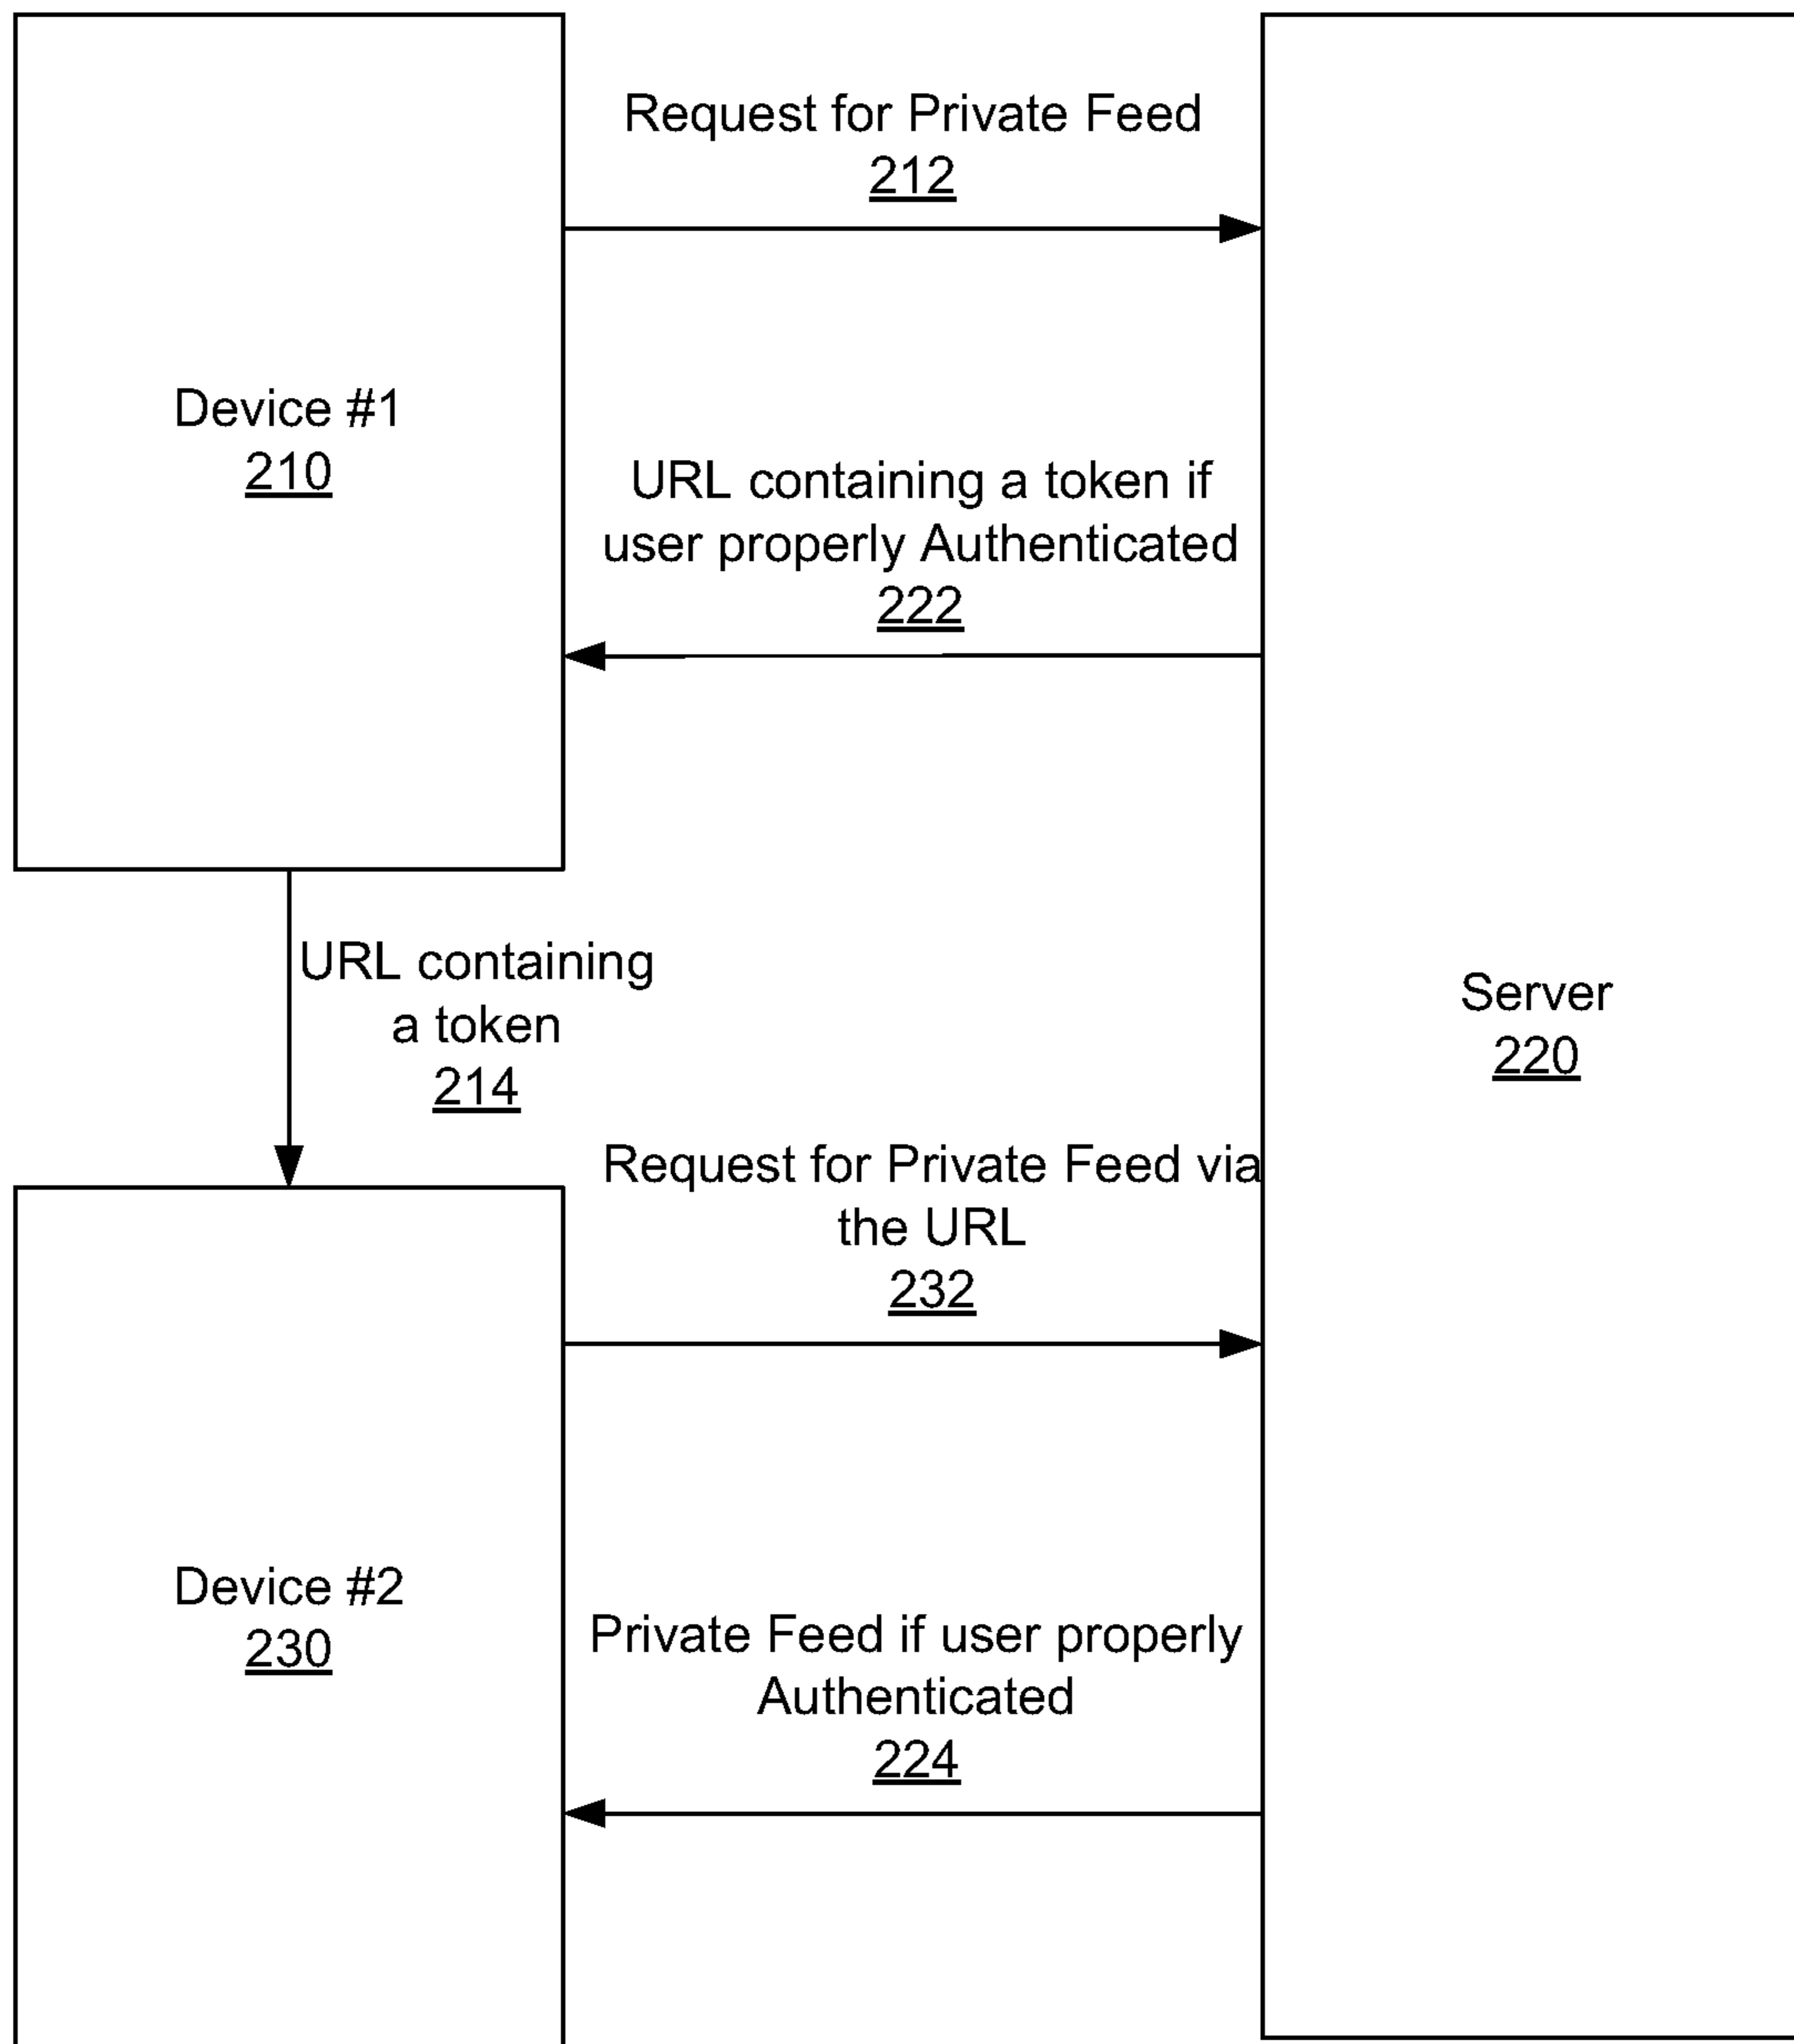 Request for Private Feed
212
Device #1
210
URL containing a token if
user properly Authenticated
222
URL containing
a token
214
Server
220
Request for Private Feed via
the URL
232
Device #2
230
Private Feed if user properly
Authenticated
224